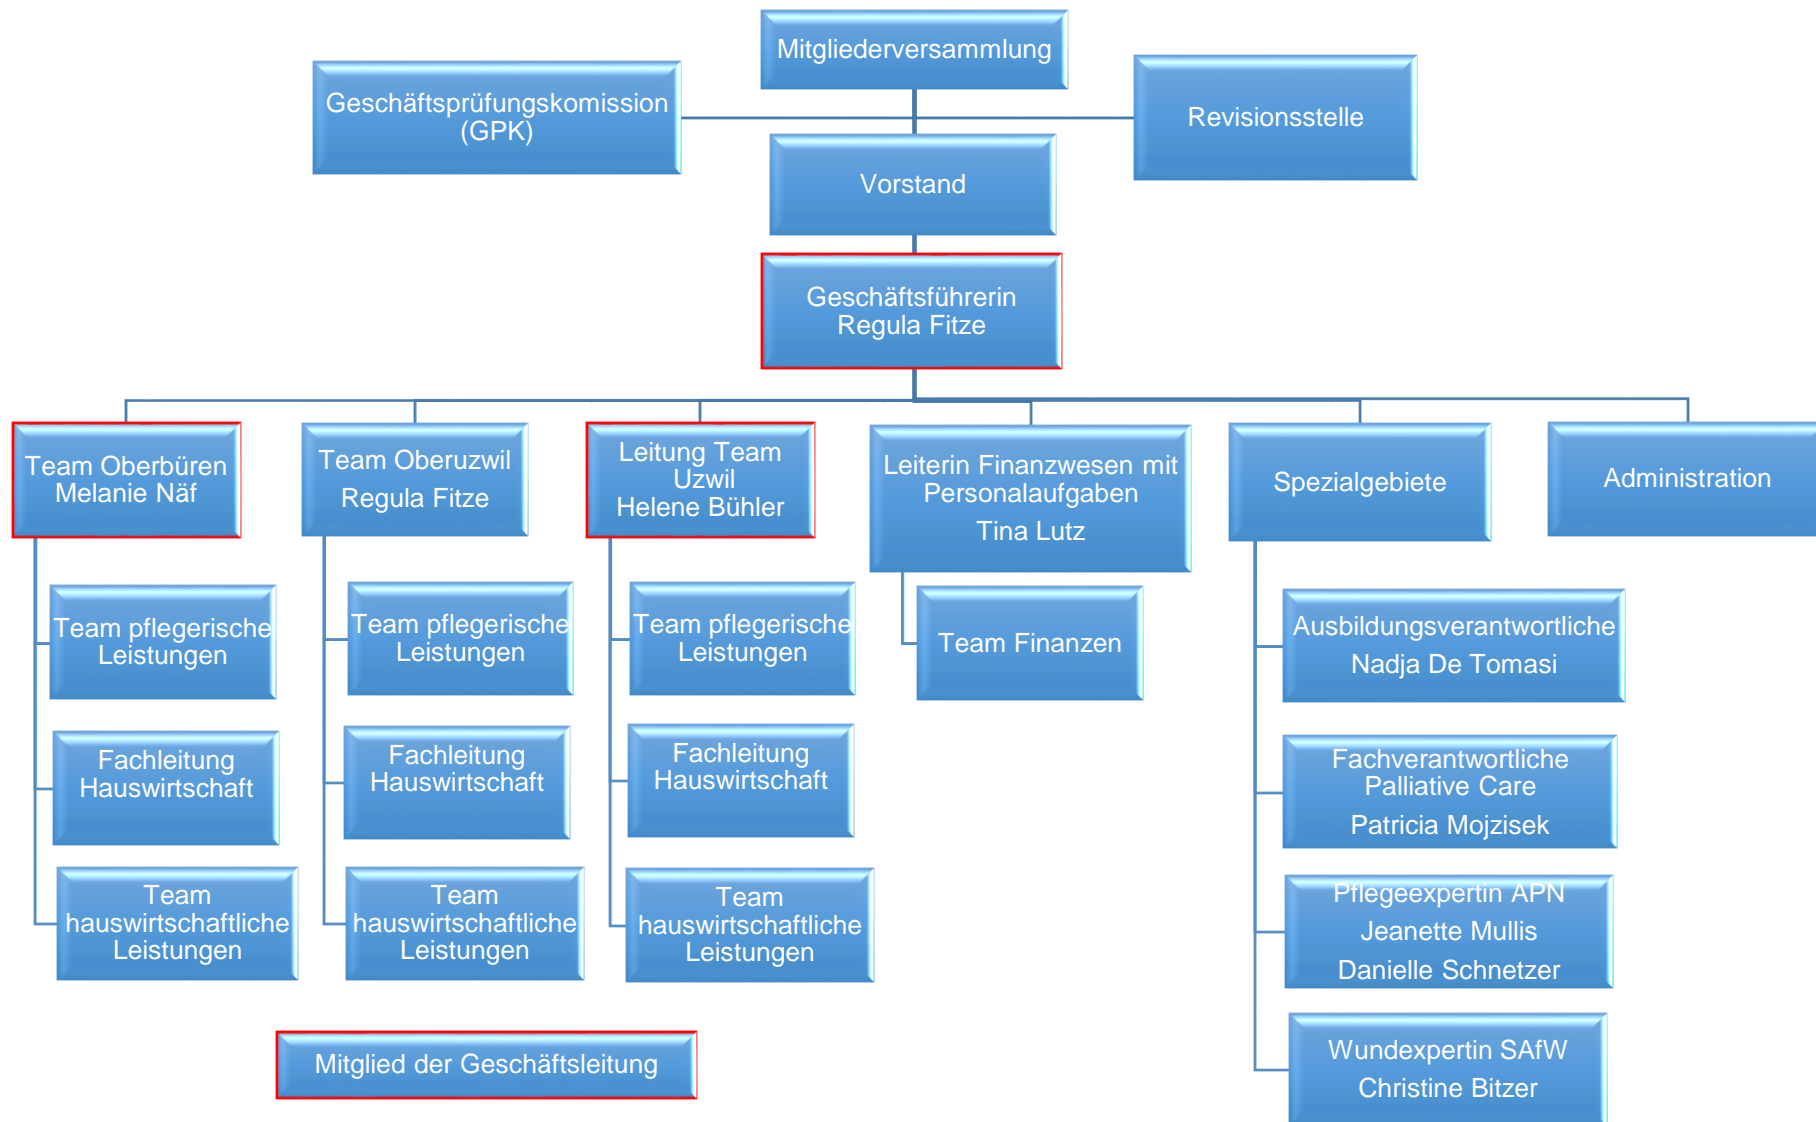 Mitgliederversammlung
Geschäftsprüfungskomission
(GPK)
Revisionsstelle
Vorstand
Geschäftsführerin
Regula Fitze
Team Oberbüren
Melanie Näf
Team Oberuzwil
Regula Fitze
Leitung Team
Uzwil
Helene Bühler
Leiterin Finanzwesen mit
Personalaufgaben
Tina Lutz
Spezialgebiete
Administration
Team pflegerische
Leistungen
Fachleitung
Hauswirtschaft
Team
hauswirtschaftliche
Leistungen
Team pflegerische
Leistungen
Fachleitung
Hauswirtschaft
Team
hauswirtschaftliche
Leistungen
Team pflegerische
Leistungen
Fachleitung
Hauswirtschaft
Team
hauswirtschaftliche
Leistungen
Team Finanzen
Ausbildungsverantwortliche
Nadja De Tomasi
Fachverantwortliche
Palliative Care
Patricia Mojzisek
Pflegeexpertin APN
Jeanette Mullis
Danielle Schnetzer
Wundexpertin SAfW
Christine Bitzer
Mitglied der Geschäftsleitung